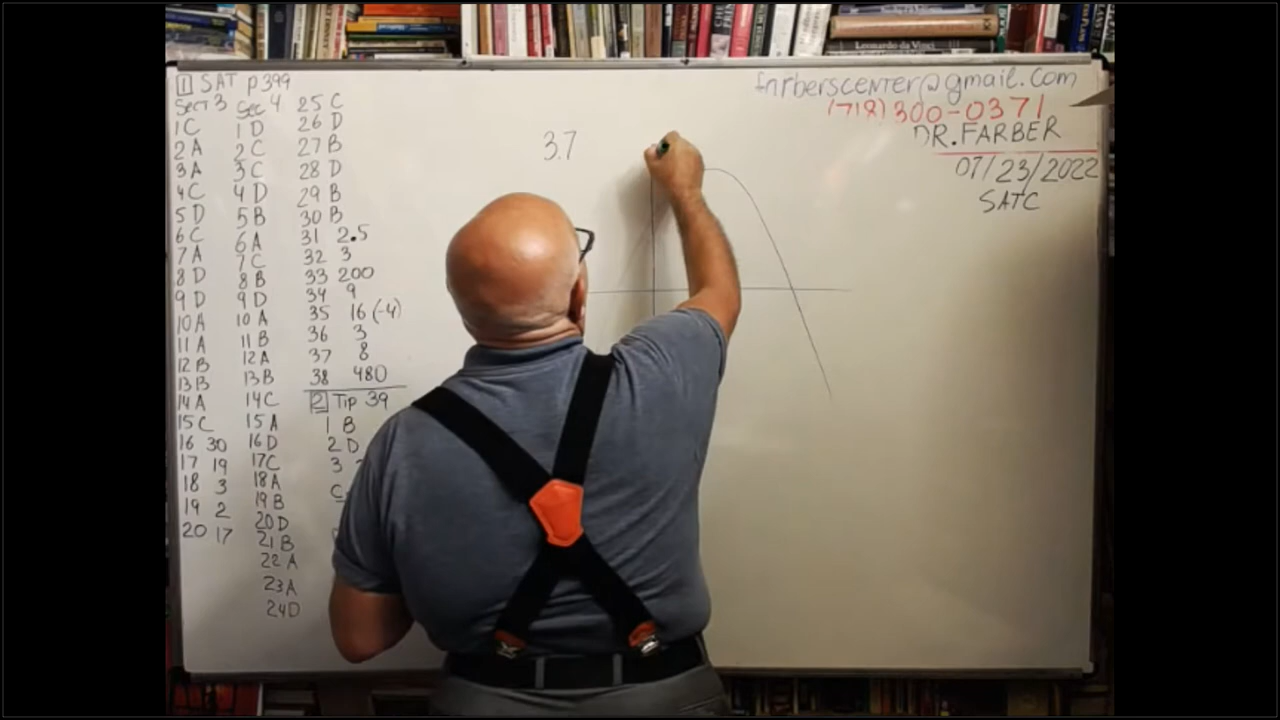 Leonardo da Vinci
1 SAT p399
Sect 3
1 C
2 A
3 A
4 C
5 D
6 C
7 A
8 D
9 D
10 A
11 A
12 B
13 B
14 A
15 C
16 30
17 19
18 3
19 2
20 17
Sec 4
1 D
2 C
3 C
4 D
5 B
6 A
7 C
8 B
9 D
10 A
11 B
12 A
13 B
14 C
15 A
16 D
17 C
18 A
19 B
20 D
21 B
22 A
23 A
24 D
25 C
26 D
27 B
28 D
29 B
30 B
31 2.5
32 3
33 200
34 9
35 16 (-4)
36 3
37 8
38 480
2 Tip 39
1 B
2 D
3
3.7
farberscenter@gmail.com
(718)300-0371
DR.FARBER
07/23/2022
SATC